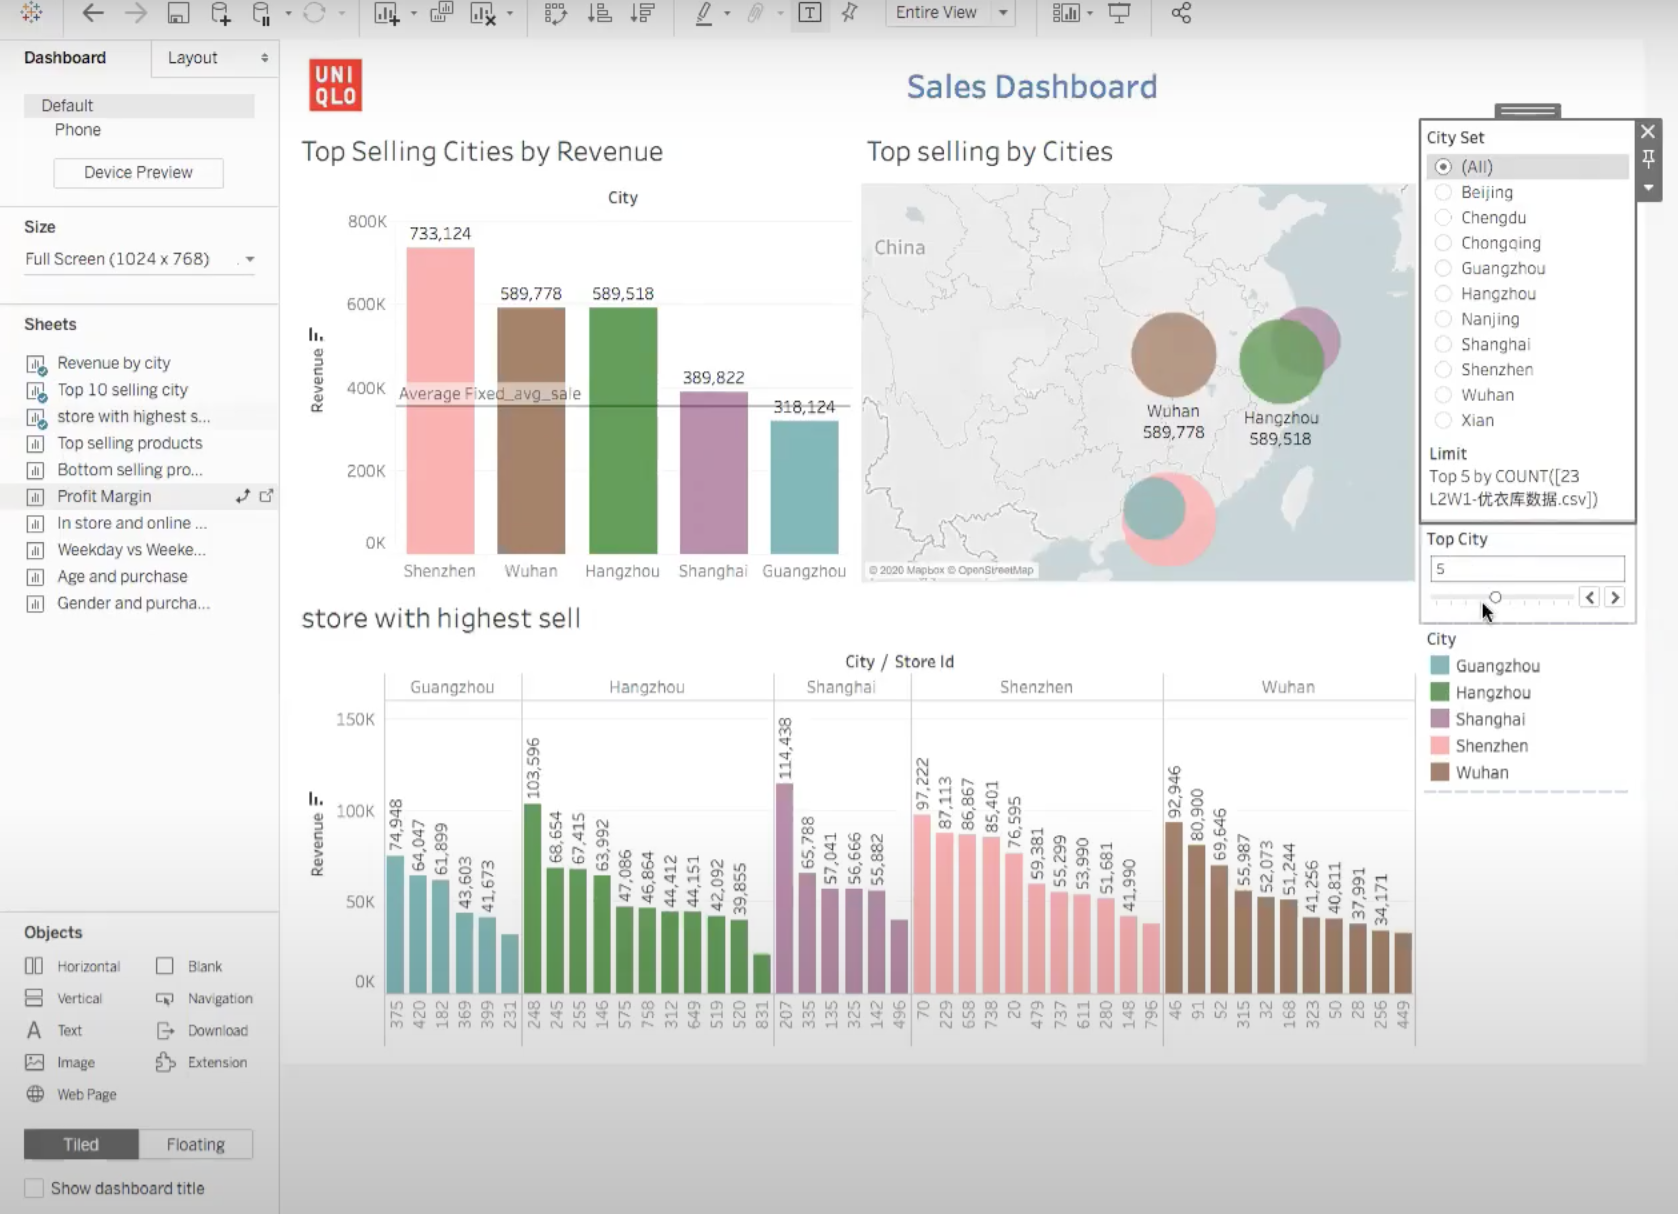 Entire View
Dashboard
Layout
Default
Phone
Device Preview
Size
Full Screen (1024 x 768)
Sheets
Revenue by city
Top 10 selling city
store with highest s...
Top selling products
Bottom selling pro...
Profit Margin
In store and online ...
Weekday vs Weeke...
Age and purchase
Gender and purcha...
Objects
Horizontal
Blank
Vertical
Navigation
Text
Download
Image
Extension
Web Page
Tiled
Floating
Show dashboard title
UNI
QLO
Sales Dashboard
Top Selling Cities by Revenue
City
Revenue
800K
600K
400K
200K
0K
733,124
589,778
589,518
389,822
318,124
Average Fixed_avg_sale
Shenzhen
Wuhan
Hangzhou
Shanghai
Guangzhou
Top selling by Cities
China
Wuhan
589,778
Hangzhou
589,518
© 2020 Mapbox © OpenStreetMap
store with highest sell
City / Store Id
Guangzhou
Hangzhou
Shanghai
Shenzhen
Wuhan
Revenue
150K
100K
50K
0K
74,948
64,047
61,899
43,603
41,673
103,596
68,654
67,415
63,992
47,086
46,864
44,412
44,151
42,092
39,855
114,438
65,788
57,041
56,666
55,882
97,222
87,113
86,867
85,401
76,595
59,381
55,299
53,990
51,681
41,990
92,946
80,900
69,646
55,987
52,073
51,244
41,256
40,811
37,991
34,171
375
420
182
369
399
231
248
245
255
146
575
758
312
649
519
520
831
207
335
135
325
142
496
70
229
658
738
20
479
737
611
280
148
796
46
91
52
315
32
168
323
50
28
256
449
City Set
(All)
Beijing
Chengdu
Chongqing
Guangzhou
Hangzhou
Nanjing
Shanghai
Shenzhen
Wuhan
Xian
Limit
Top 5 by COUNT([23
L2W1-优衣库数据.csv])
Top City
5
City
Guangzhou
Hangzhou
Shanghai
Shenzhen
Wuhan